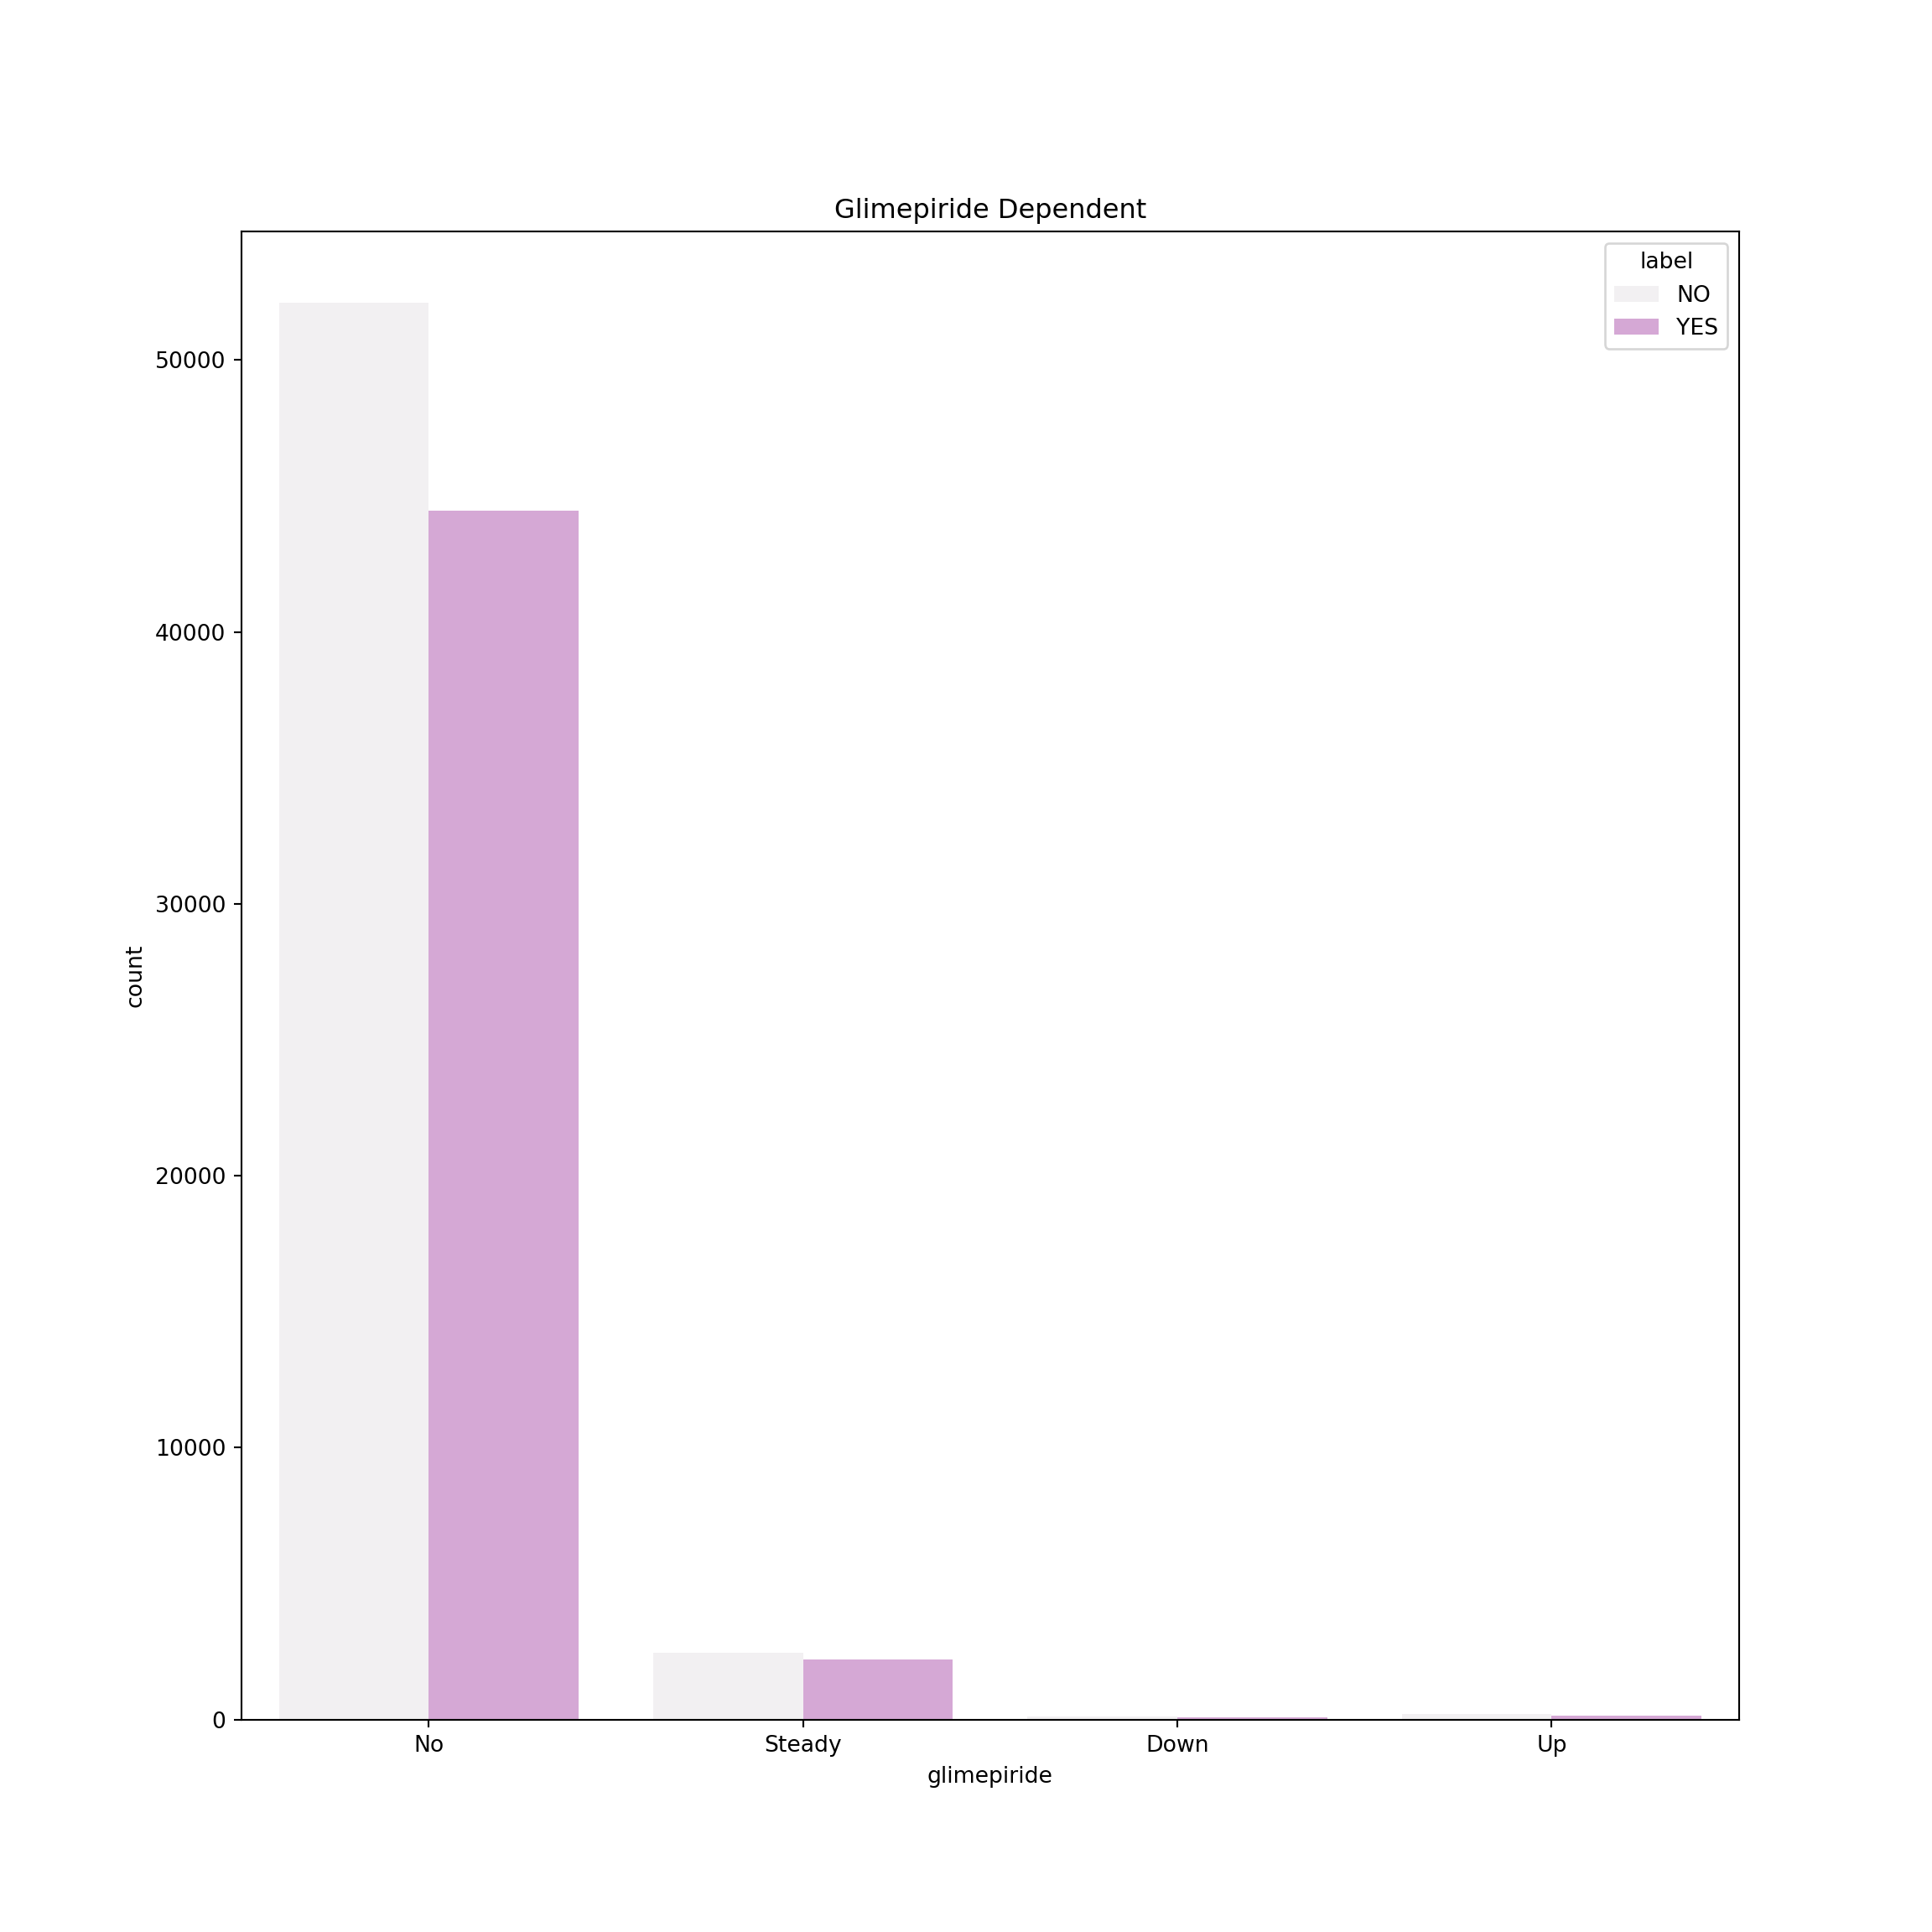 Glimepiride Dependent
label
NO
YES
50000
40000
30000
20000
10000
0
count
No Steady Down Up
glimepiride